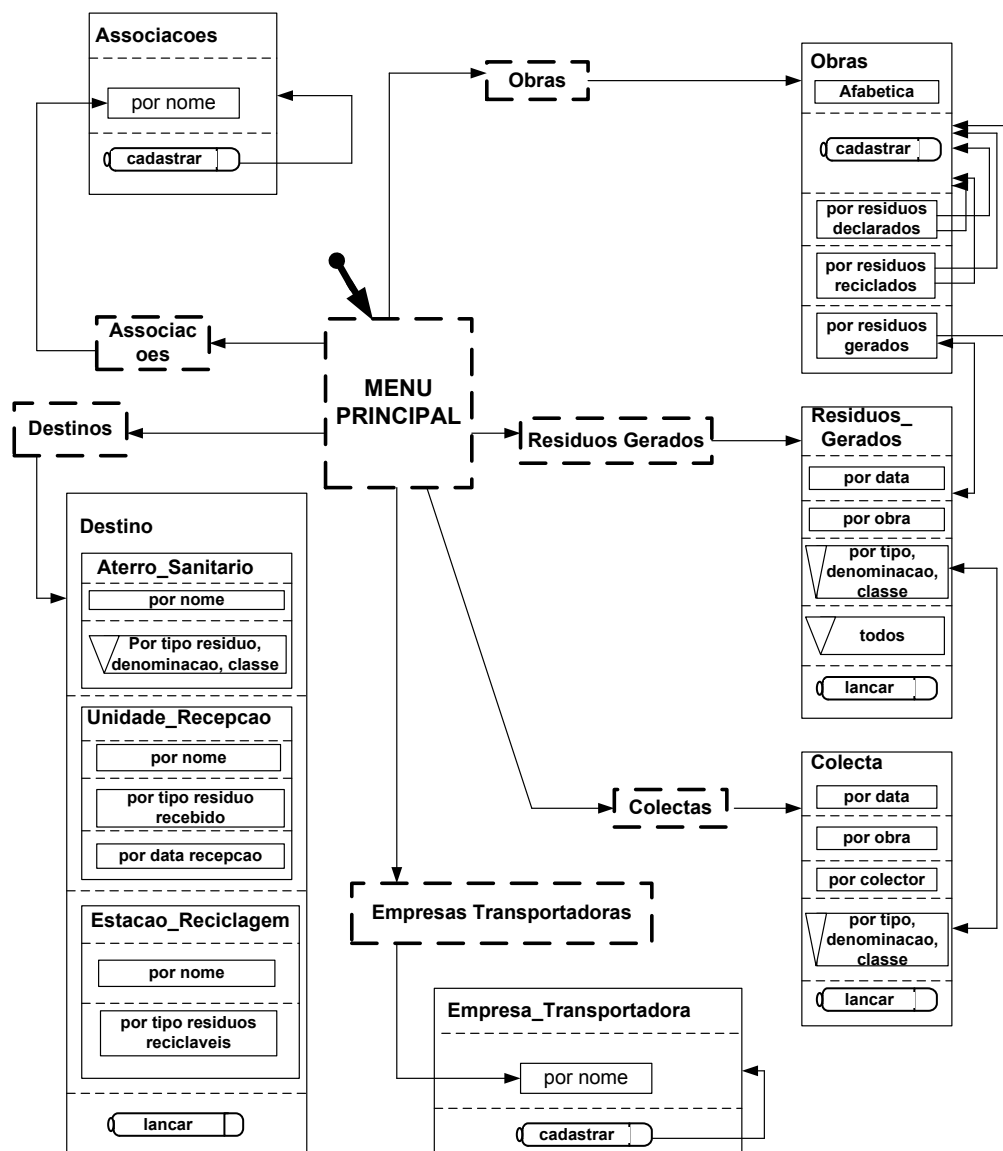 Associacoes
por nome
cadastrar
Obras
Obras
Afabetica
cadastrar
por residuos
declarados
por residuos
reciclados
por residuos
gerados
Associac
oes
Destinos
MENU
PRINCIPAL
Residuos Gerados
Residuos_
Gerados
por data
por obra
por tipo,
denominacao,
classe
todos
lancar
Destino
Aterro_Sanitario
por nome
Por tipo residuo,
denominacao, classe
Unidade_Recepcao
por nome
por tipo residuo
recebido
por data recepcao
Estacao_Reciclagem
por nome
por tipo residuos
reciclaveis
lancar
Colectas
Colecta
por data
por obra
por colector
por tipo,
denominacao,
classe
lancar
Empresas Transportadoras
Empresa_Transportadora
por nome
cadastrar